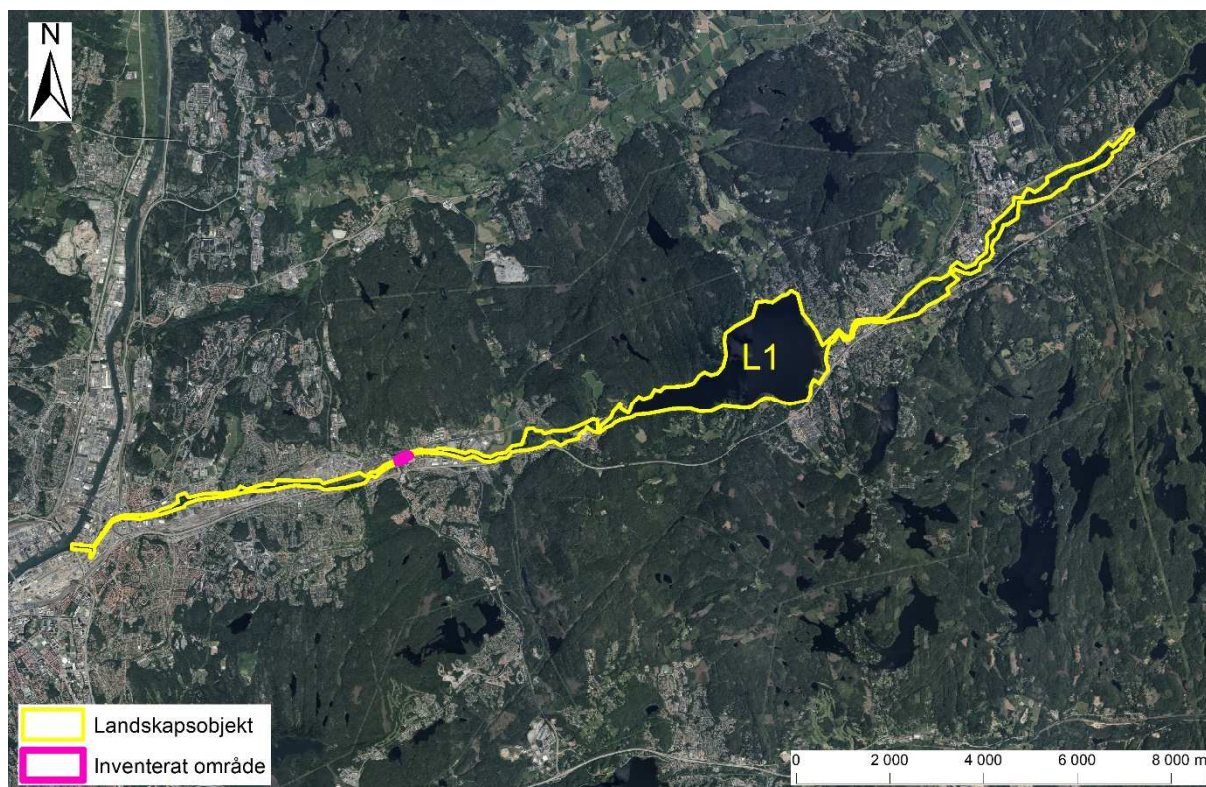 N
L1
Landskapsobjekt
Inventerat område
0 2 000 4 000 6 000 8 000 m